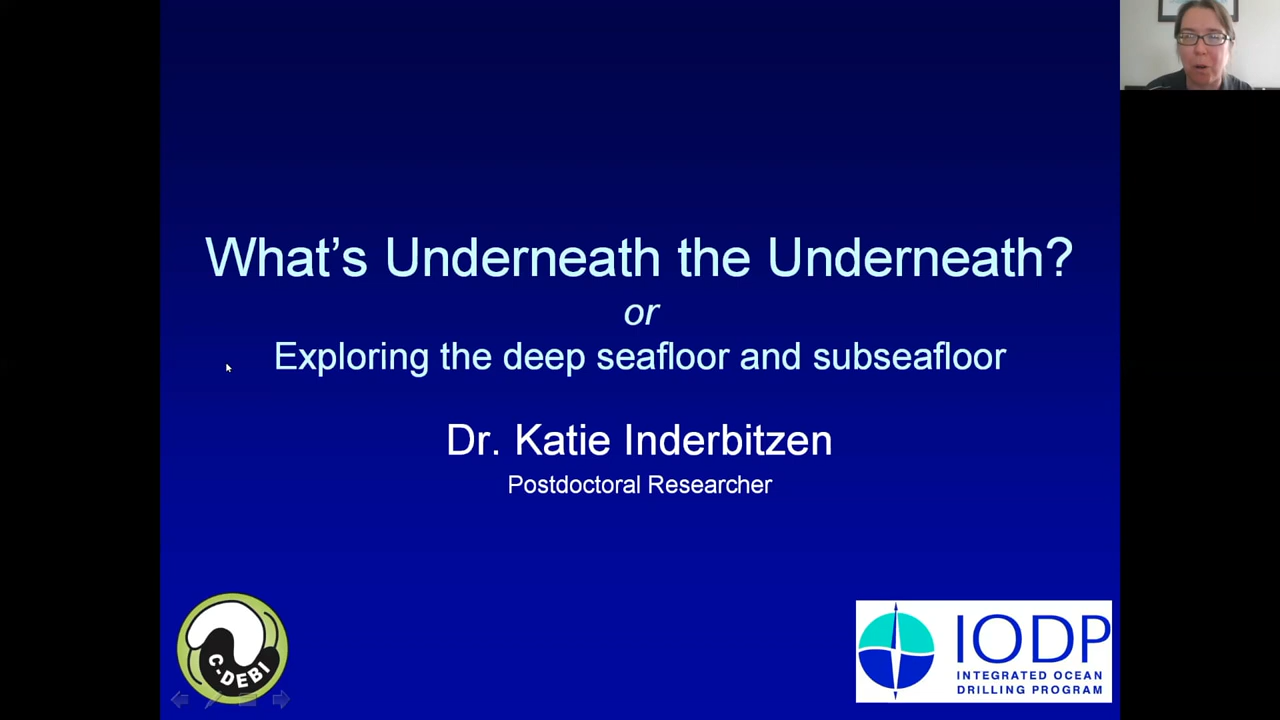 What's Underneath the Underneath?
or
Exploring the deep seafloor and subseafloor
Dr. Katie Inderbitzen
Postdoctoral Researcher
C-DEBI
IODP
INTEGRATED OCEAN
DRILLING PROGRAM